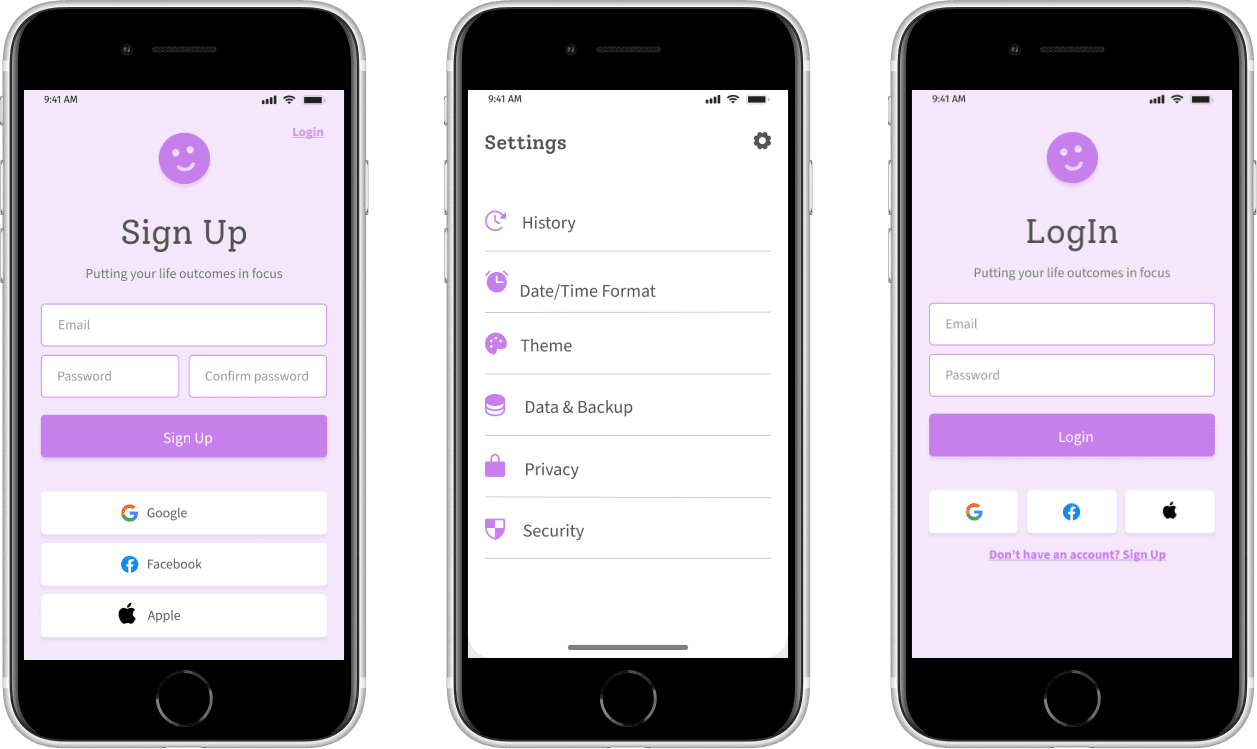 9:41 AM
Login
Sign Up
Putting your life outcomes in focus
Email
Password
Confirm password
Sign Up
Google
Facebook
Apple
9:41 AM
Settings
History
Date/Time Format
Theme
Data & Backup
Privacy
Security
9:41 AM
LogIn
Putting your life outcomes in focus
Email
Password
Login
Don't have an account? Sign Up